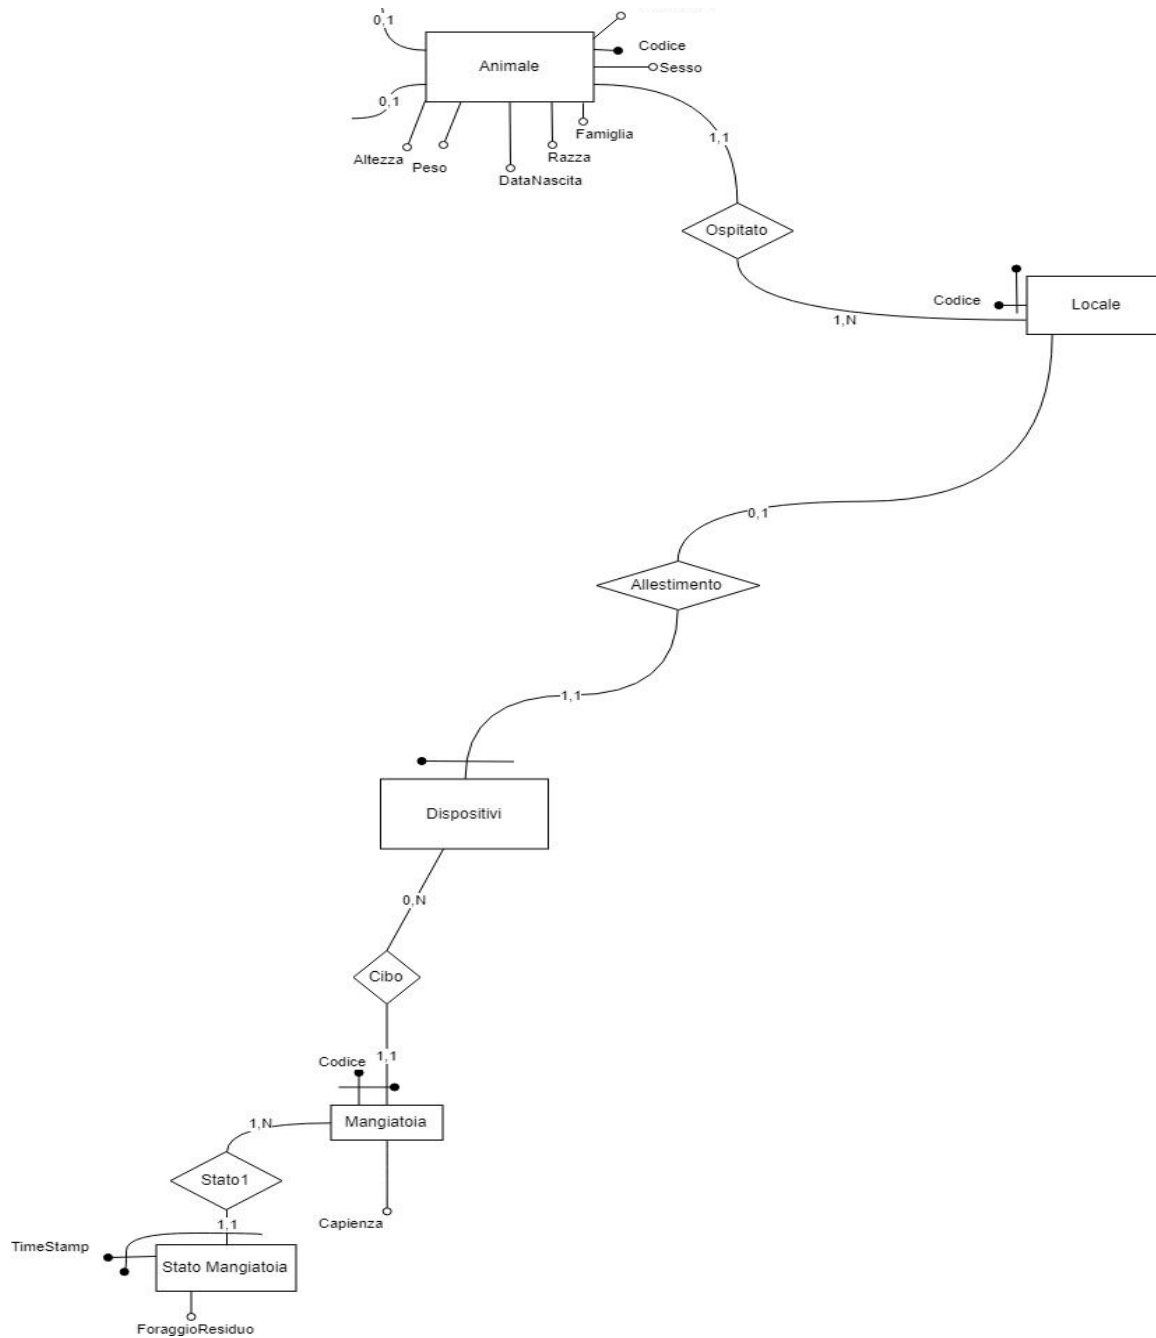 0,1
Codice
Animale
Sesso
0,1
Famiglia
1,1
Altezza
Peso
Razza
DataNascita
Ospitato
Codice
Locale
1,N
0,1
Allestimento
1,1
Dispositivi
0,N
Cibo
Codice
1,1
Mangiatoia
1,N
Stato1
Capienza
1,1
TimeStamp
Stato Mangiatoia
ForaggioResiduo